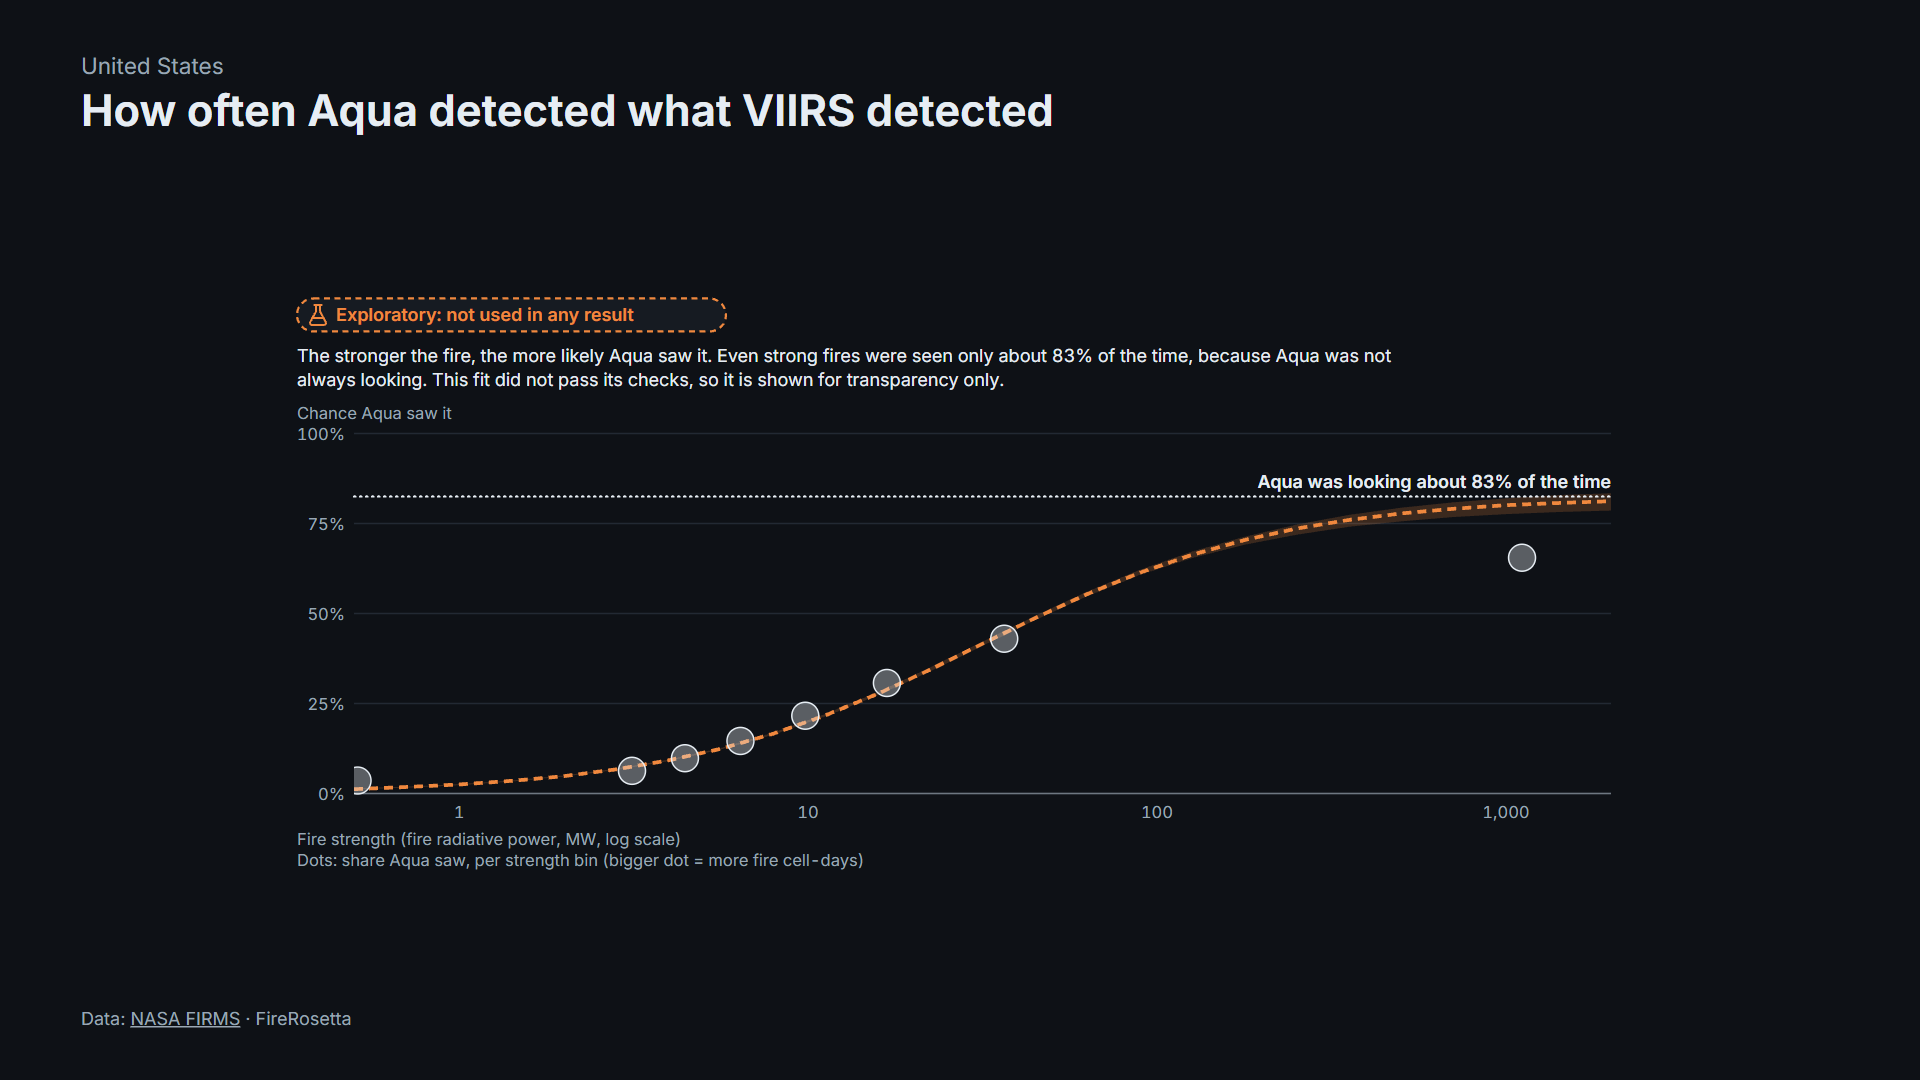 United States
How often Aqua detected what VIIRS detected
Exploratory: not used in any result
The stronger the fire, the more likely Aqua saw it. Even strong fires were seen only about 83% of the time, because Aqua was not
always looking. This fit did not pass its checks, so it is shown for transparency only.
Chance Aqua saw it
100%
Aqua was looking about 83% of the time
75%
50%
25%
0%
1 10 100 1,000
Fire strength (fire radiative power, MW, log scale)
Dots: share Aqua saw, per strength bin (bigger dot = more fire cell-days)
Data: NASA FIRMS · FireRosetta